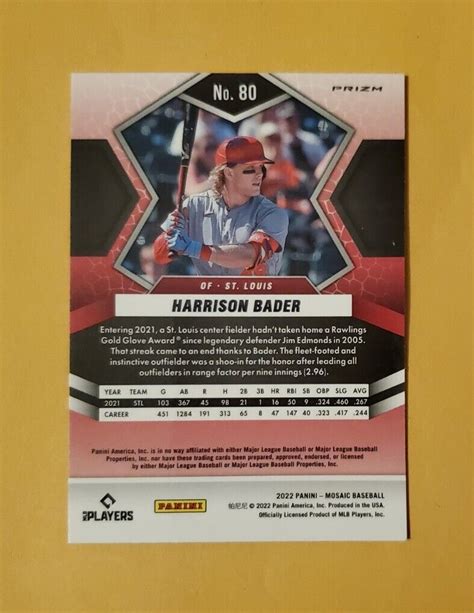 No. 80
PRIZM
OF · ST. LOUIS
HARRISON BADER
Entering 2021, a St. Louis center fielder hadn't taken home a Rawlings
Gold Glove Award® since legendary defender Jim Edmonds in 2005.
That streak came to an end thanks to Bader. The fleet-footed and
instinctive outfielder was a shoo-in for the honor after leading all
outfielders in range factor per nine innings (2.96).
YEAR TEAM G AB R H 2B 3B HR RBI SB OBP SLG AVG
2021 STL 103 367 45 98 21 1 16 50 9 .324 .460 .267
CAREER 451 1284 191 313 65 8 47 147 40 .323 .417 .244
Panini America, Inc. is in no way affiliated with either Major League Baseball or Major League Baseball
Properties, Inc. nor have these trading cards been prepared, approved, endorsed, or licensed
by either Major League Baseball or Major League Baseball Properties, Inc.
2022 PANINI – MOSAIC BASEBALL
帕尼尼 © 2022 Panini America, Inc. Produced in the USA.
Officially Licensed Product of MLB Players, Inc.
PLAYERS
PANINI